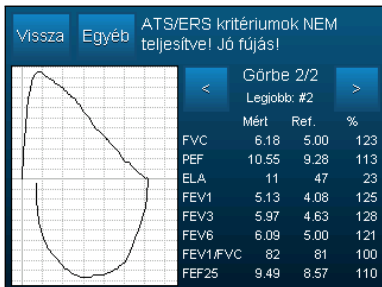 Vissza
Egyéb
ATS/ERS kritériumok NEM
teljesítve! Jó fújás!
<
Görbe 2/2
>
Legjobb: #2
Mért Ref. %
FVC 6.18 5.00 123
PEF 10.55 9.28 113
ELA 11 47 23
FEV1 5.13 4.08 125
FEV3 5.97 4.63 128
FEV6 6.09 5.00 121
FEV1/FVC 82 81 100
FEF25 9.49 8.57 110